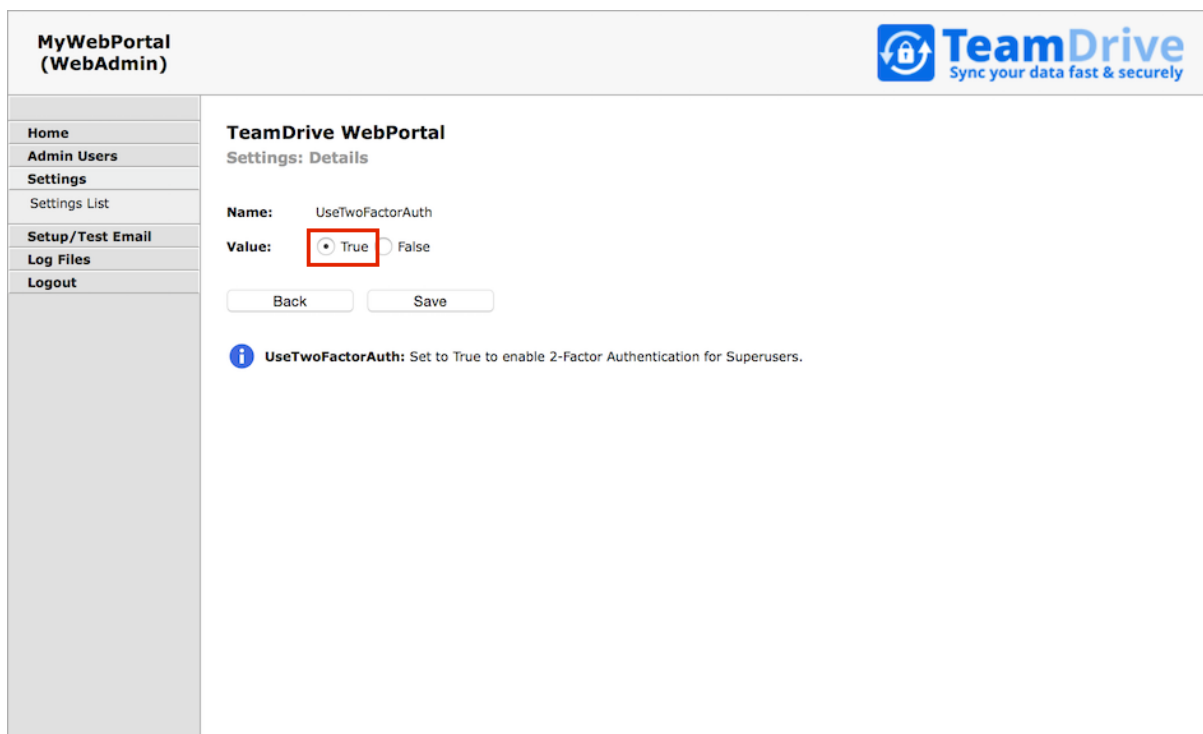 MyWebPortal
(WebAdmin)
TeamDrive
Sync your data fast & securely
Home
Admin Users
Settings
Settings List
Setup/Test Email
Log Files
Logout
TeamDrive WebPortal
Settings: Details
Name: UseTwoFactorAuth
Value: True False
Back Save
UseTwoFactorAuth: Set to True to enable 2-Factor Authentication for Superusers.